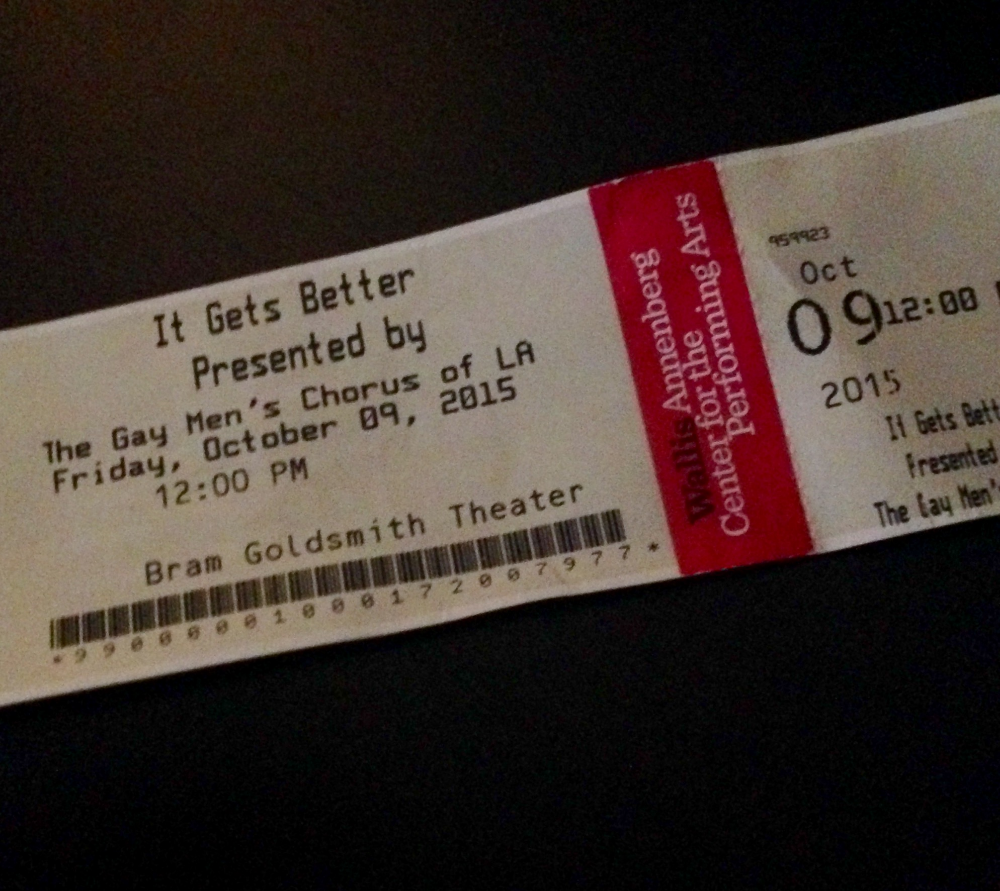 It Gets Better
Presented by
The Gay Men's Chorus of LA
Friday, October 09, 2015
12:00 PM
Bram Goldsmith Theater
*990000001000172007977*
Wallis Annenberg
Center for the
Performing Arts
959923
Oct
09 12:00
2015
It Gets Bett
Presented
The Gay Men's